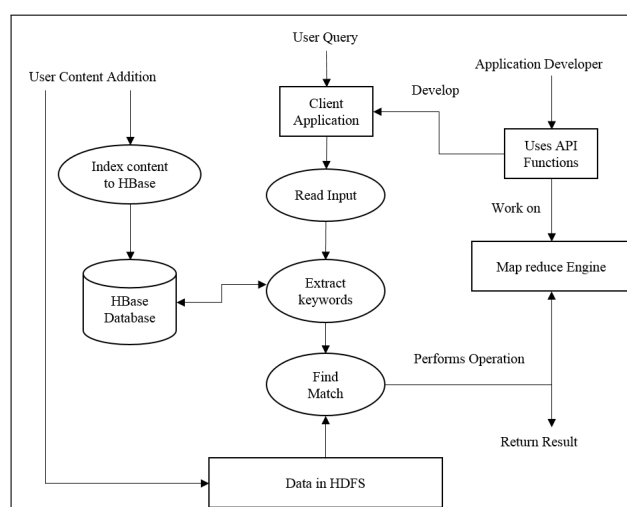 User Query
User Content Addition
Application Developer
Develop
Client
Application
Index content
to HBase
Uses API
Functions
Read Input
Work on
HBase
Database
Extract
keywords
Map reduce Engine
Find
Match
Performs Operation
Return Result
Data in HDFS